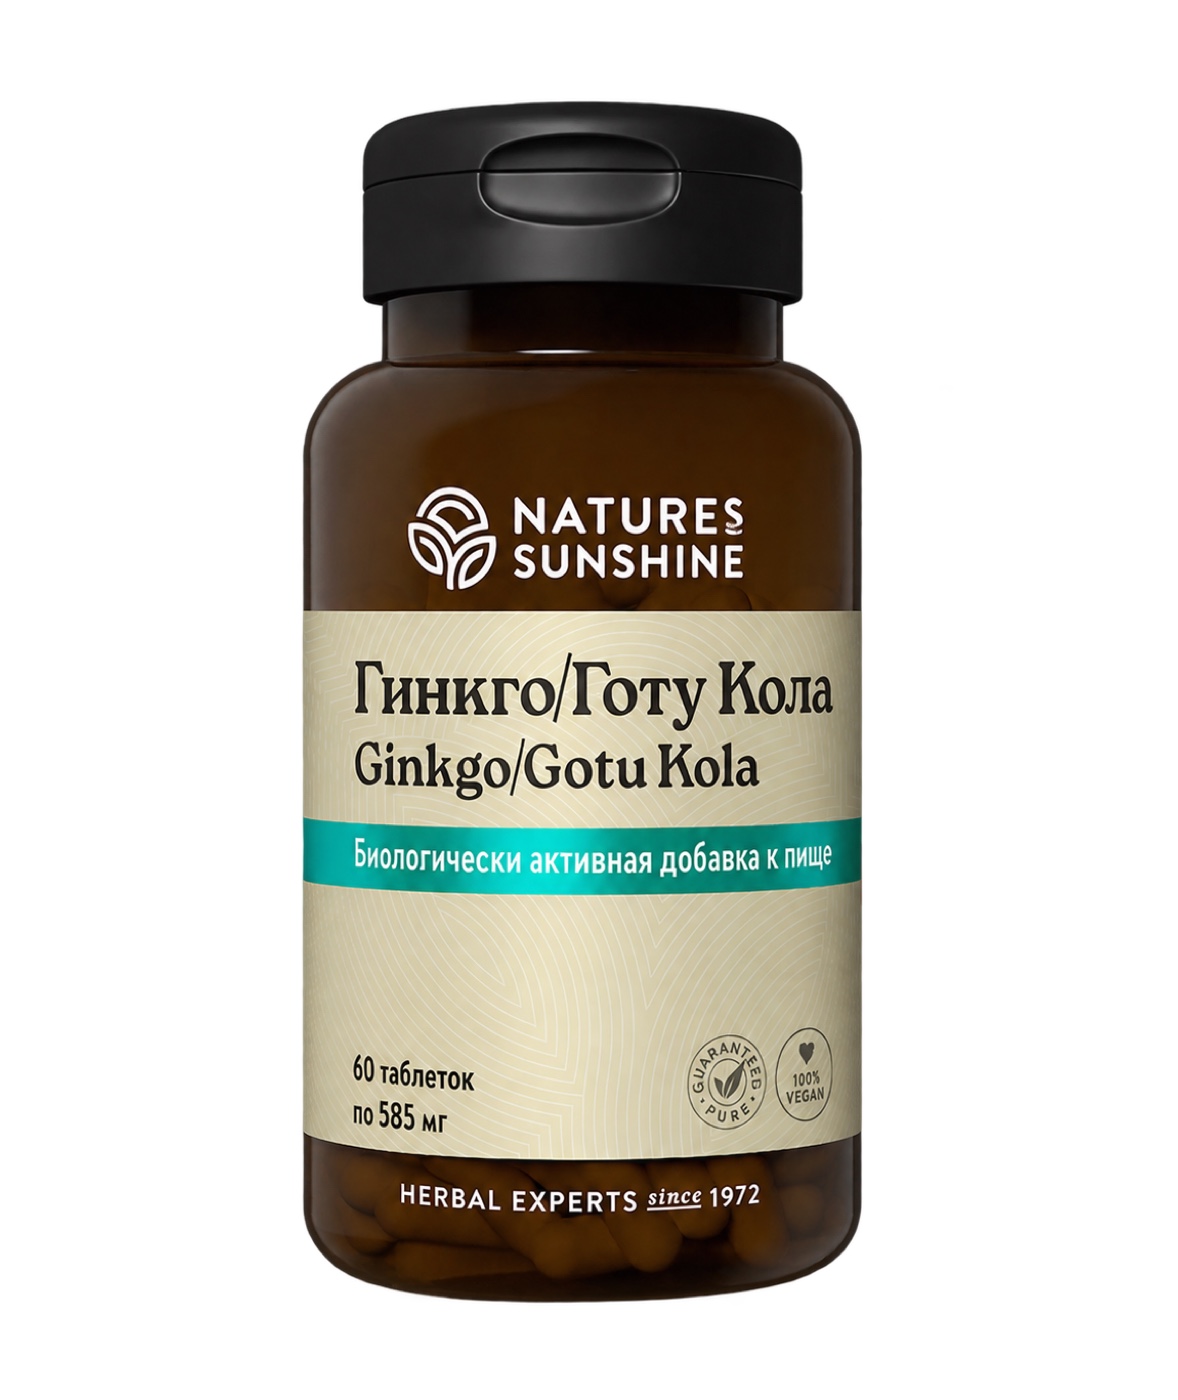 NATURES
SUNSHINE
Гинкго/Готу Кола
Ginkgo/Gotu Kola
Биологически активная добавка к пище
60 таблеток
по 585 мг
GUARANTEED
PURE
100%
VEGAN
HERBAL EXPERTS since 1972